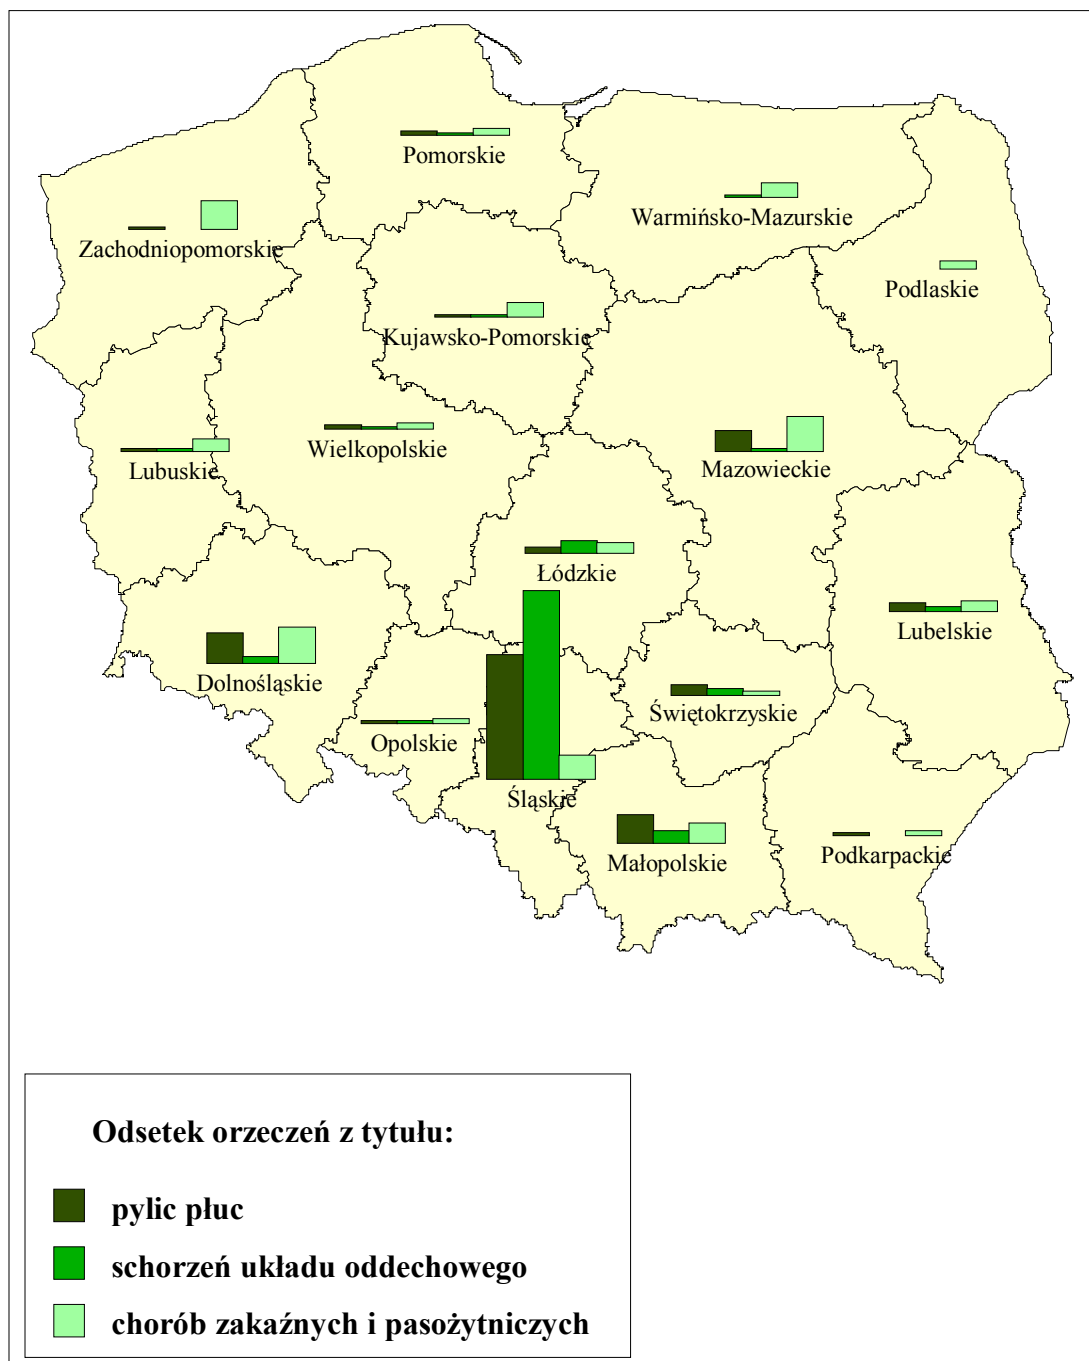 Pomorskie
Warmińsko-Mazurskie
Zachodniopomorskie
Podlaskie
Kujawsko-Pomorskie
Wielkopolskie
Lubuskie
Mazowieckie
Łódzkie
Lubelskie
Dolnośląskie
Świętokrzyskie
Opolskie
Śląskie
Małopolskie
Podkarpackie
Odsetek orzeczeń z tytułu:
pylic płuc
schorzeń układu oddechowego
chorób zakaźnych i pasożytniczych